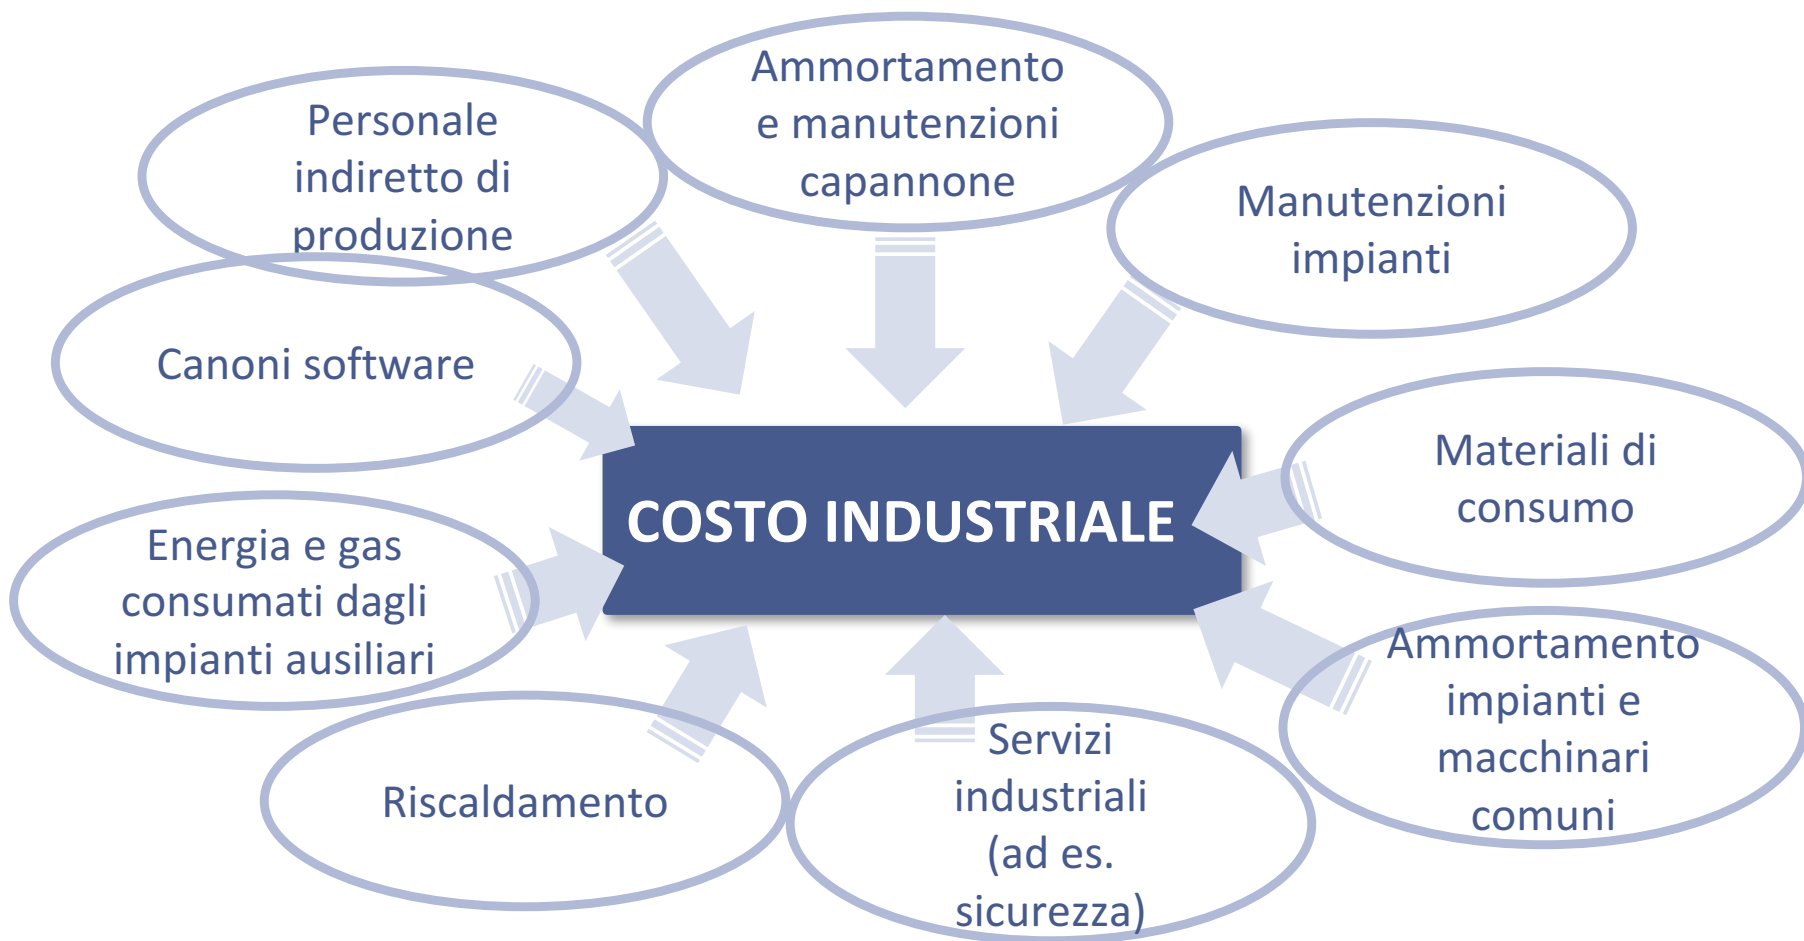 Ammortamento
e manutenzioni
capannone
Personale
indiretto di
produzione
Manutenzioni
impianti
Canoni software
Materiali di
consumo
COSTO INDUSTRIALE
Energia e gas
consumati dagli
impianti ausiliari
Ammortamento
impianti e
macchinari
comuni
Riscaldamento
Servizi
industriali
(ad es.
sicurezza)